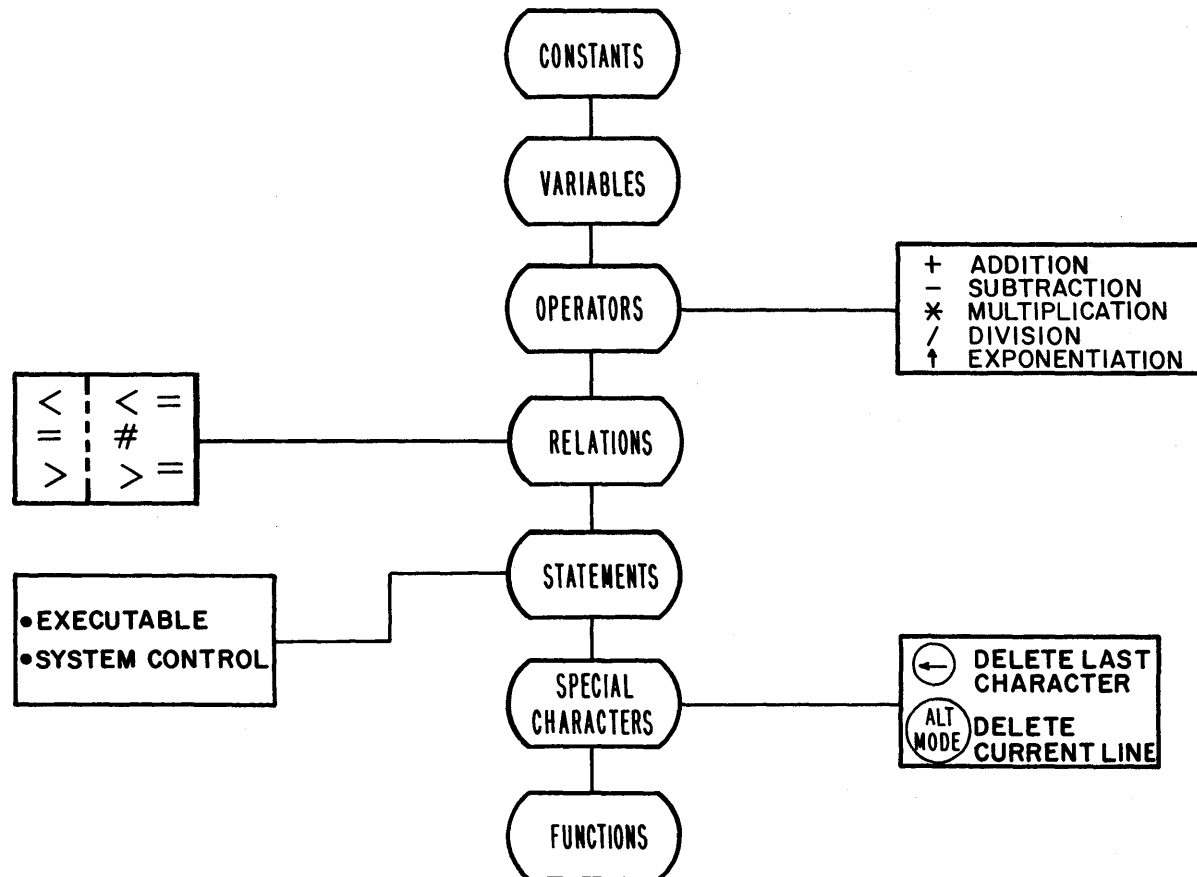 CONSTANTS
VARIABLES
OPERATORS
+ ADDITION
- SUBTRACTION
* MULTIPLICATION
/ DIVISION
↑ EXPONENTIATION
< < =
= #
> > =
RELATIONS
STATEMENTS
• EXECUTABLE
• SYSTEM CONTROL
SPECIAL
CHARACTERS
← DELETE LAST
CHARACTER
ALT
MODE DELETE
CURRENT LINE
FUNCTIONS